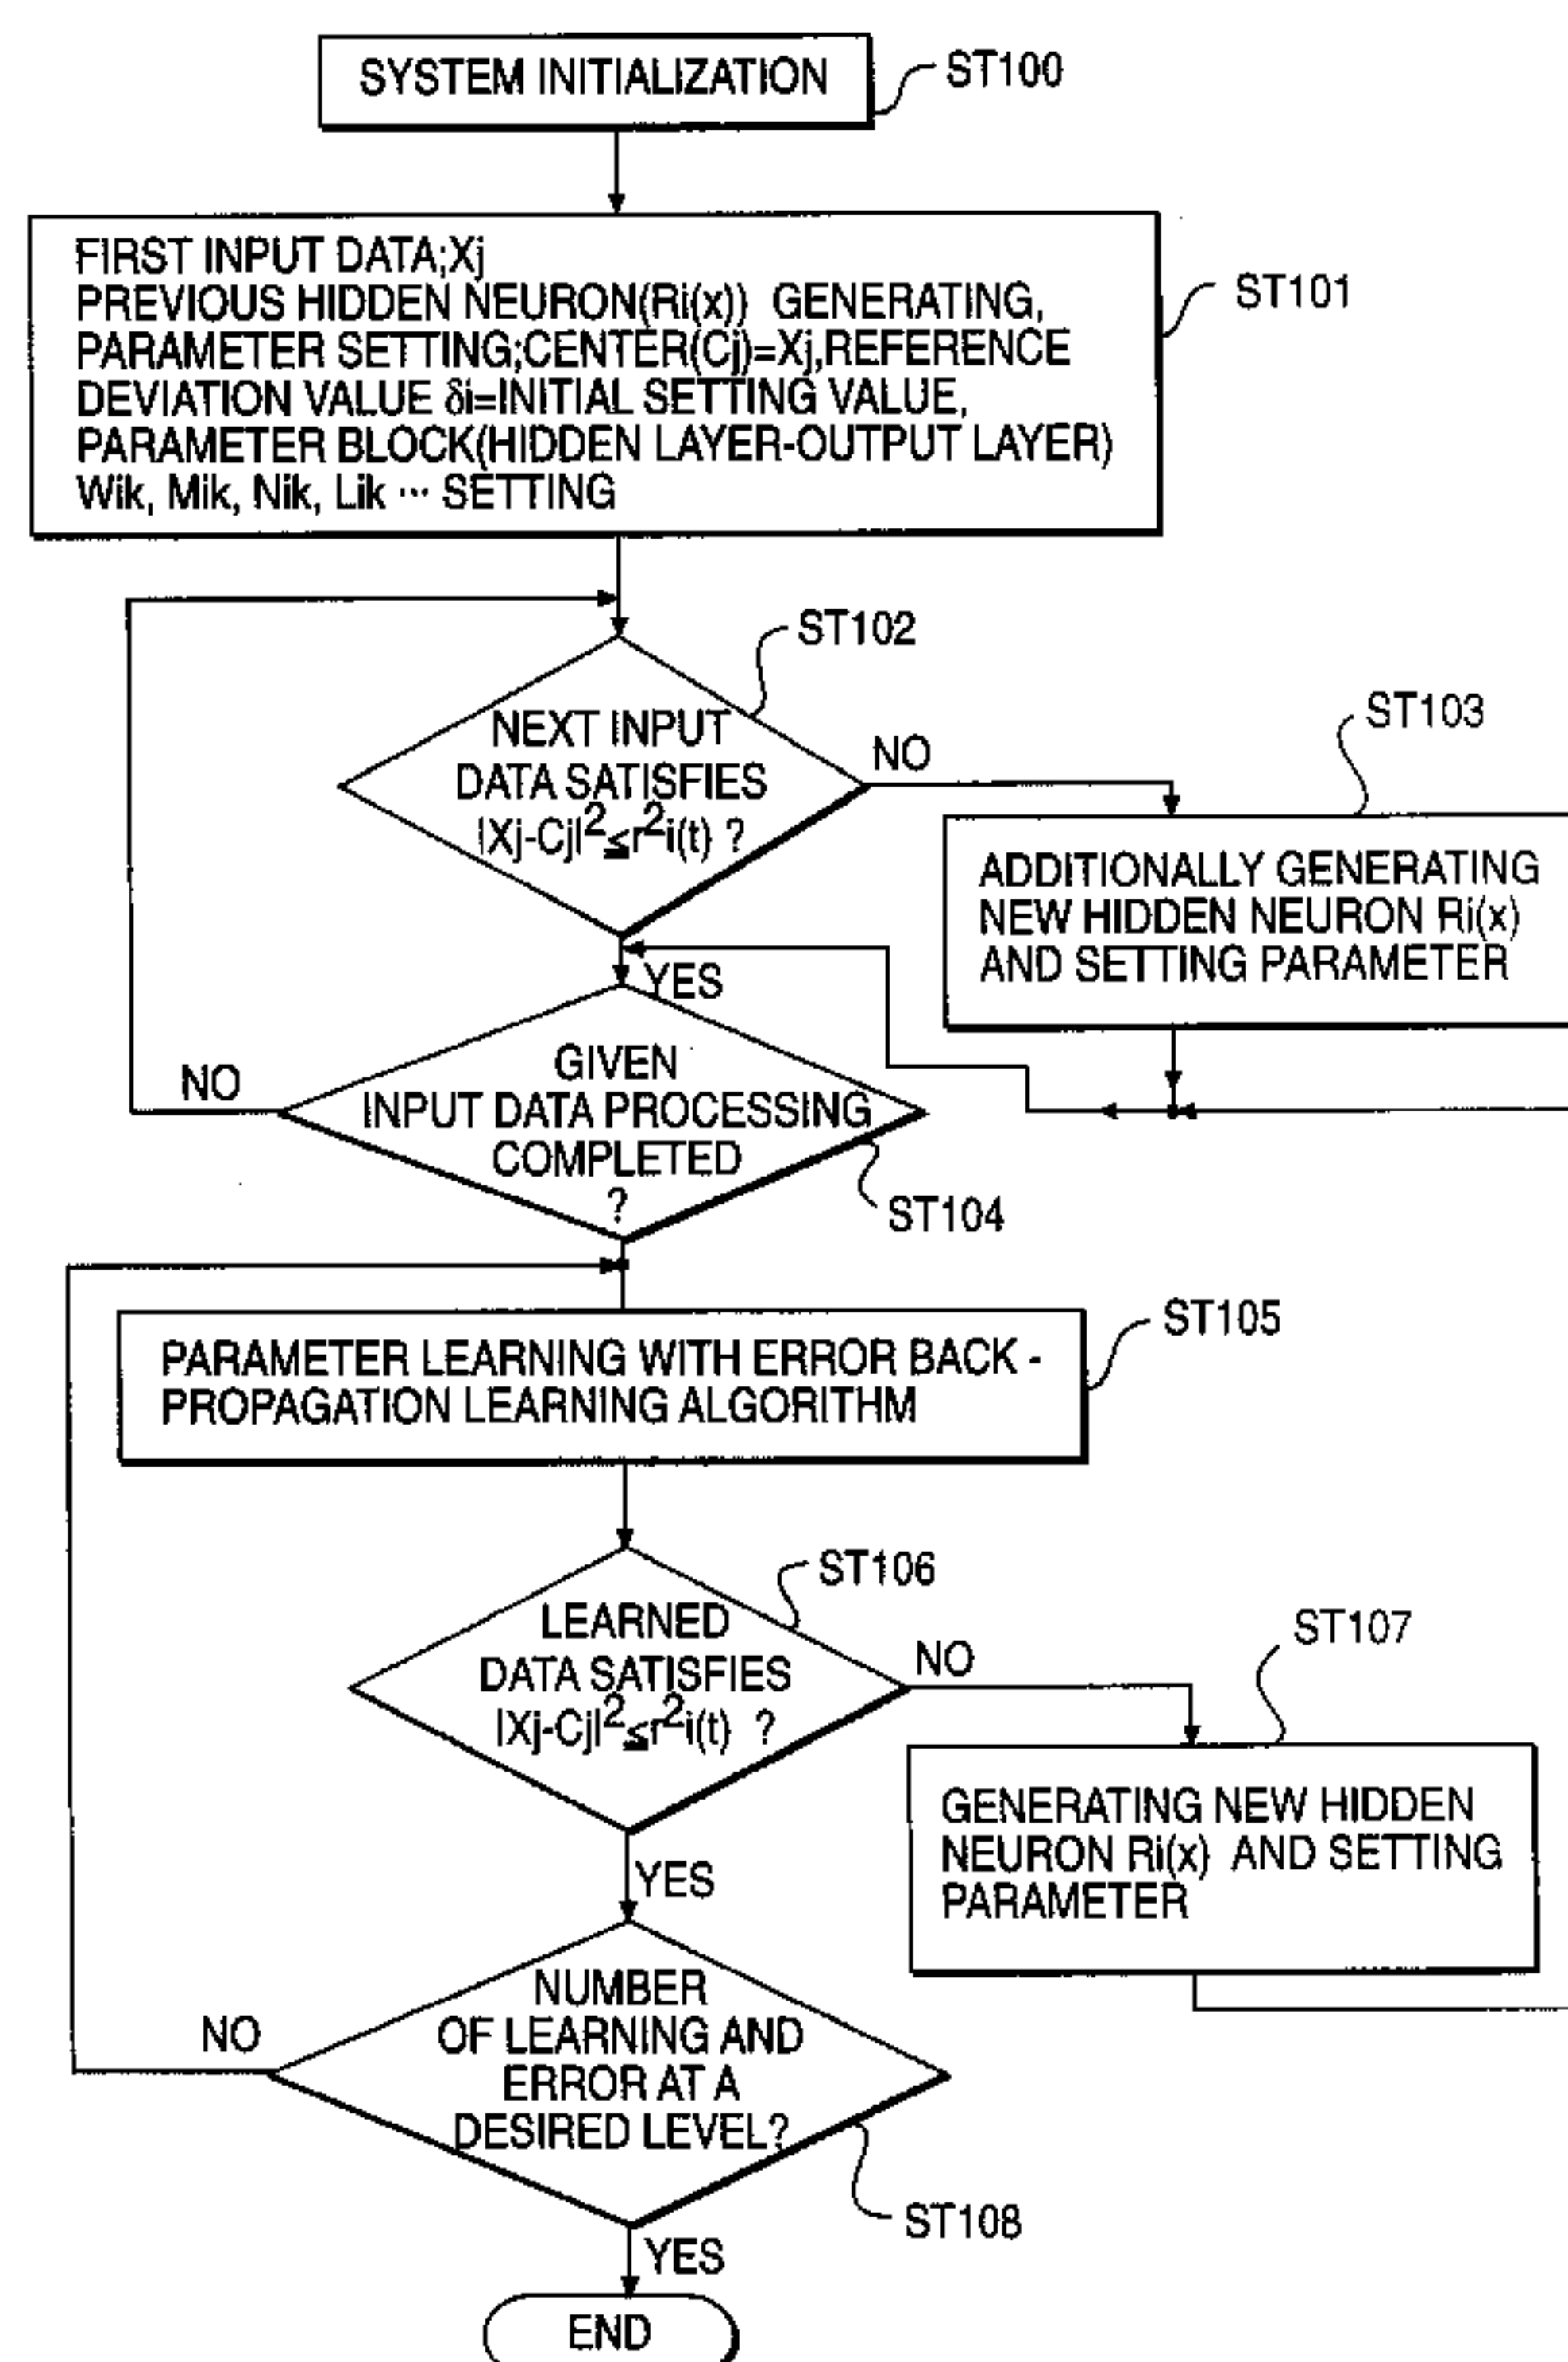 SYSTEM INITIALIZATION
ST100
FIRST INPUT DATA;Xj
PREVIOUS HIDDEN NEURON(Ri(x)) GENERATING,
PARAMETER SETTING;CENTER(Cj)=Xj,REFERENCE
DEVIATION VALUE δi=INITIAL SETTING VALUE,
PARAMETER BLOCK(HIDDEN LAYER-OUTPUT LAYER)
Wik, Mik, Nik, Lik ··· SETTING
ST101
ST102
NEXT INPUT
DATA SATISFIES
|Xj-Cj|²≦r²i(t) ?
NO
ST103
ADDITIONALLY GENERATING
NEW HIDDEN NEURON Ri(x)
AND SETTING PARAMETER
YES
NO
GIVEN
INPUT DATA PROCESSING
COMPLETED
?
ST104
ST105
PARAMETER LEARNING WITH ERROR BACK -
PROPAGATION LEARNING ALGORITHM
ST106
LEARNED
DATA SATISFIES
|Xj-Cj|²≦r²i(t) ?
NO
ST107
GENERATING NEW HIDDEN
NEURON Ri(x) AND SETTING
PARAMETER
YES
NO
NUMBER
OF LEARNING AND
ERROR AT A
DESIRED LEVEL?
ST108
YES
END